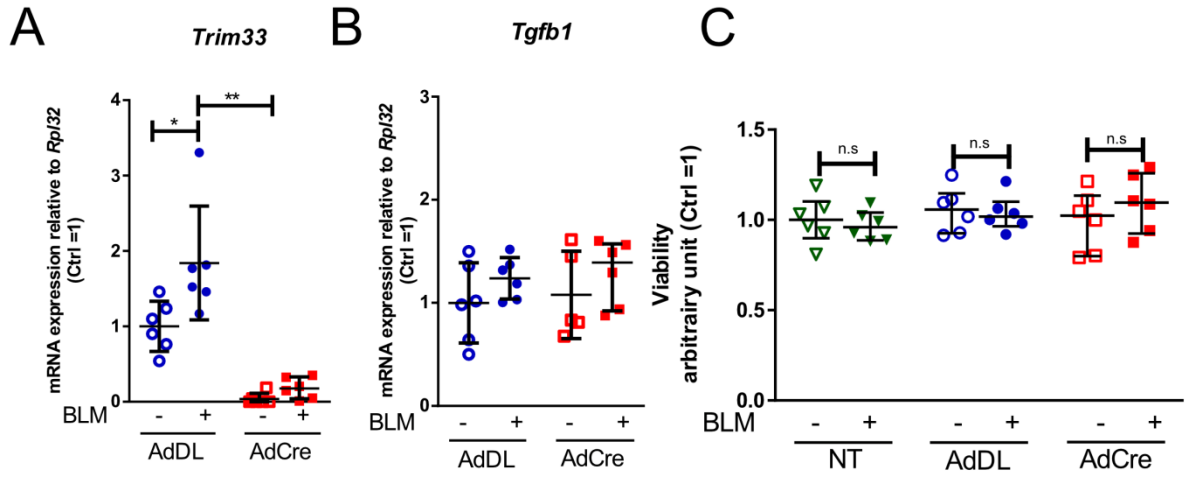 A
Trim33
mRNA expression relative to Rpl32
(Ctrl =1)
4
3
2
1
0
*
**
BLM
-
+
-
+
AdDL
AdCre
B
Tgfb1
mRNA expression relative to Rpl32
(Ctrl =1)
3
2
1
0
BLM
-
+
-
+
AdDL
AdCre
C
Viability
arbitrairy unit (Ctrl =1)
1.5
1.0
0.5
0.0
n.s
n.s
n.s
BLM
-
+
-
+
-
+
NT
AdDL
AdCre